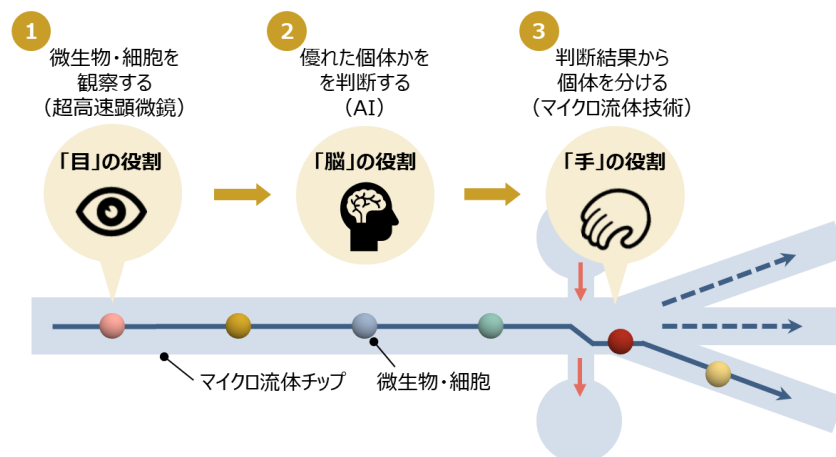 1
微生物・細胞を
観察する
（超高速顕微鏡）
「目」の役割
2
優れた個体かを
を判断する
（AI）
「脳」の役割
3
判断結果から
個体を分ける
（マイクロ流体技術）
「手」の役割
マイクロ流体チップ
微生物・細胞